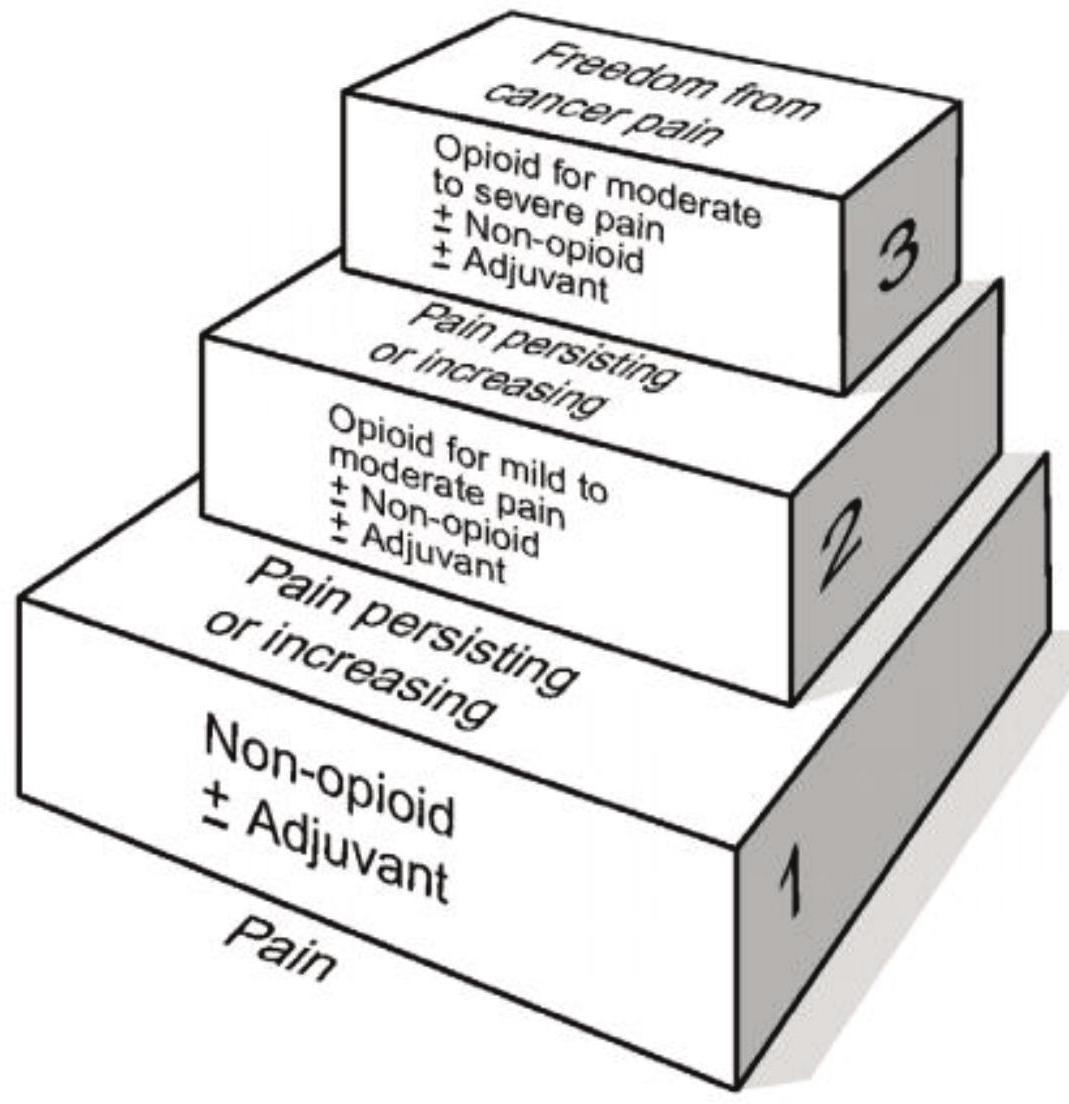 Freedom from
cancer pain
Opioid for moderate
to severe pain
± Non-opioid
± Adjuvant
3
Pain persisting
or increasing
Opioid for mild to
moderate pain
± Non-opioid
± Adjuvant
2
Pain persisting
or increasing
Non-opioid
± Adjuvant
1
Pain